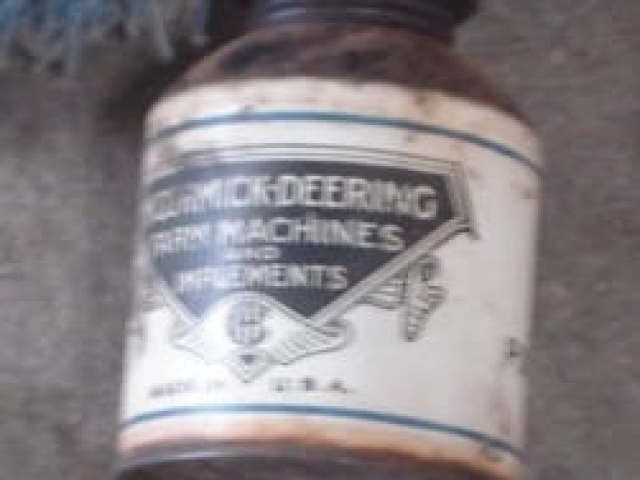 McCORMICK-DEERING
FARM MACHINES
AND
IMPLEMENTS
MADE IN U.S.A.